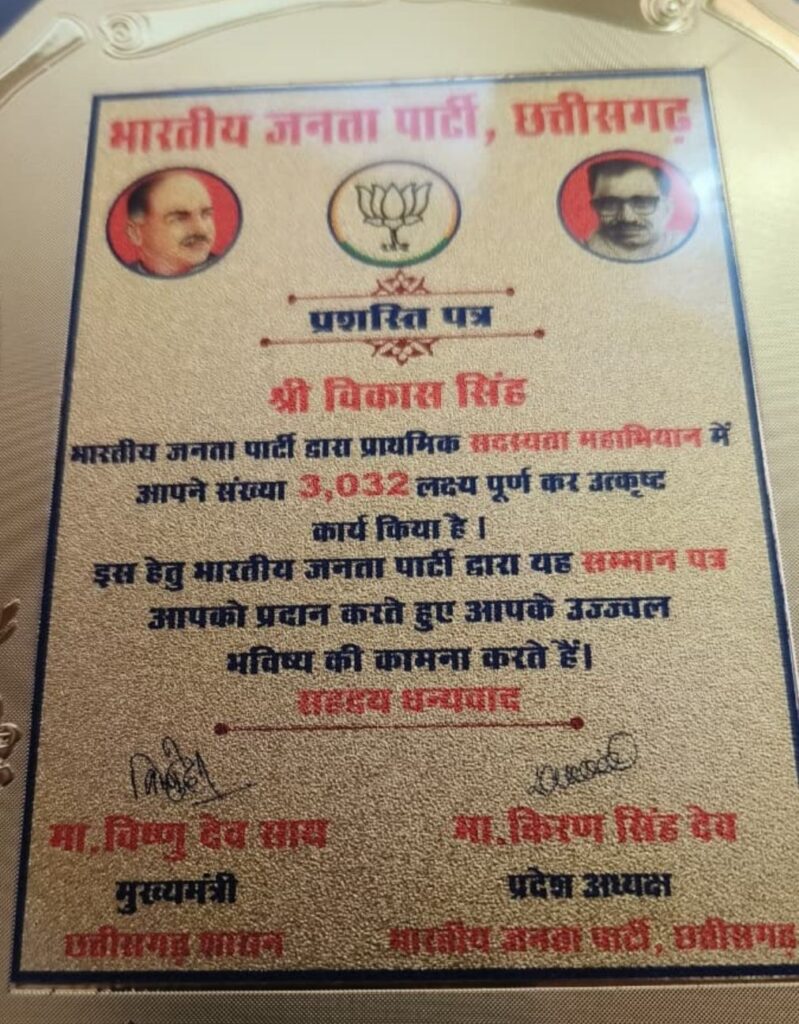 भारतीय जनता पार्टी, छत्तीसगढ़
प्रशस्ति पत्र
श्री विकास सिंह
भारतीय जनता पार्टी द्वारा प्राथमिक सदस्यता महाभियान में
आपने संख्या 3,032 लक्ष्य पूर्ण कर उत्कृष्ट
कार्य किया है।
इस हेतु भारतीय जनता पार्टी द्वारा यह सम्मान पत्र
आपको प्रदान करते हुए आपके उज्ज्वल
भविष्य की कामना करते हैं।
सहृदय धन्यवाद
मा.विष्णु देव साय
मा.किरण सिंह देव
मुख्यमंत्री
प्रदेश अध्यक्ष
छत्तीसगढ़ शासन
भारतीय जनता पार्टी, छत्तीसगढ़